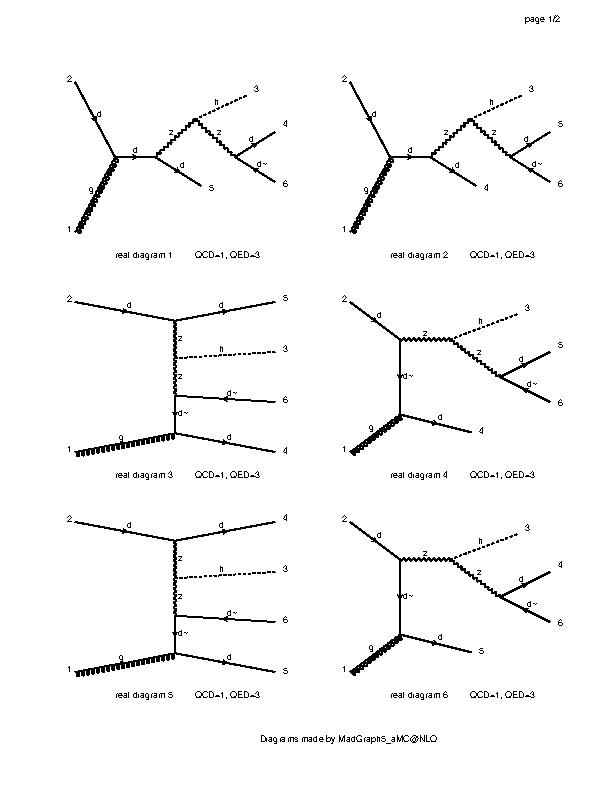 page 1/2
2
d
g
1
d
z
h
3
z
d
4
d~
6
d
5
real diagram 1 QCD=1, QED=3
2
d
g
1
d
z
h
3
z
d
5
d~
6
d
4
real diagram 2 QCD=1, QED=3
2
d
d
5
z
h
3
z
d~
6
d~
g
1
d
4
real diagram 3 QCD=1, QED=3
2
d
z
h
3
z
d
5
d~
6
d~
g
1
d
4
real diagram 4 QCD=1, QED=3
2
d
d
4
z
h
3
z
d~
6
d~
g
1
d
5
real diagram 5 QCD=1, QED=3
2
d
z
h
3
z
d
4
d~
6
d~
g
1
d
5
real diagram 6 QCD=1, QED=3
Diagrams made by MadGraph5_aMC@NLO